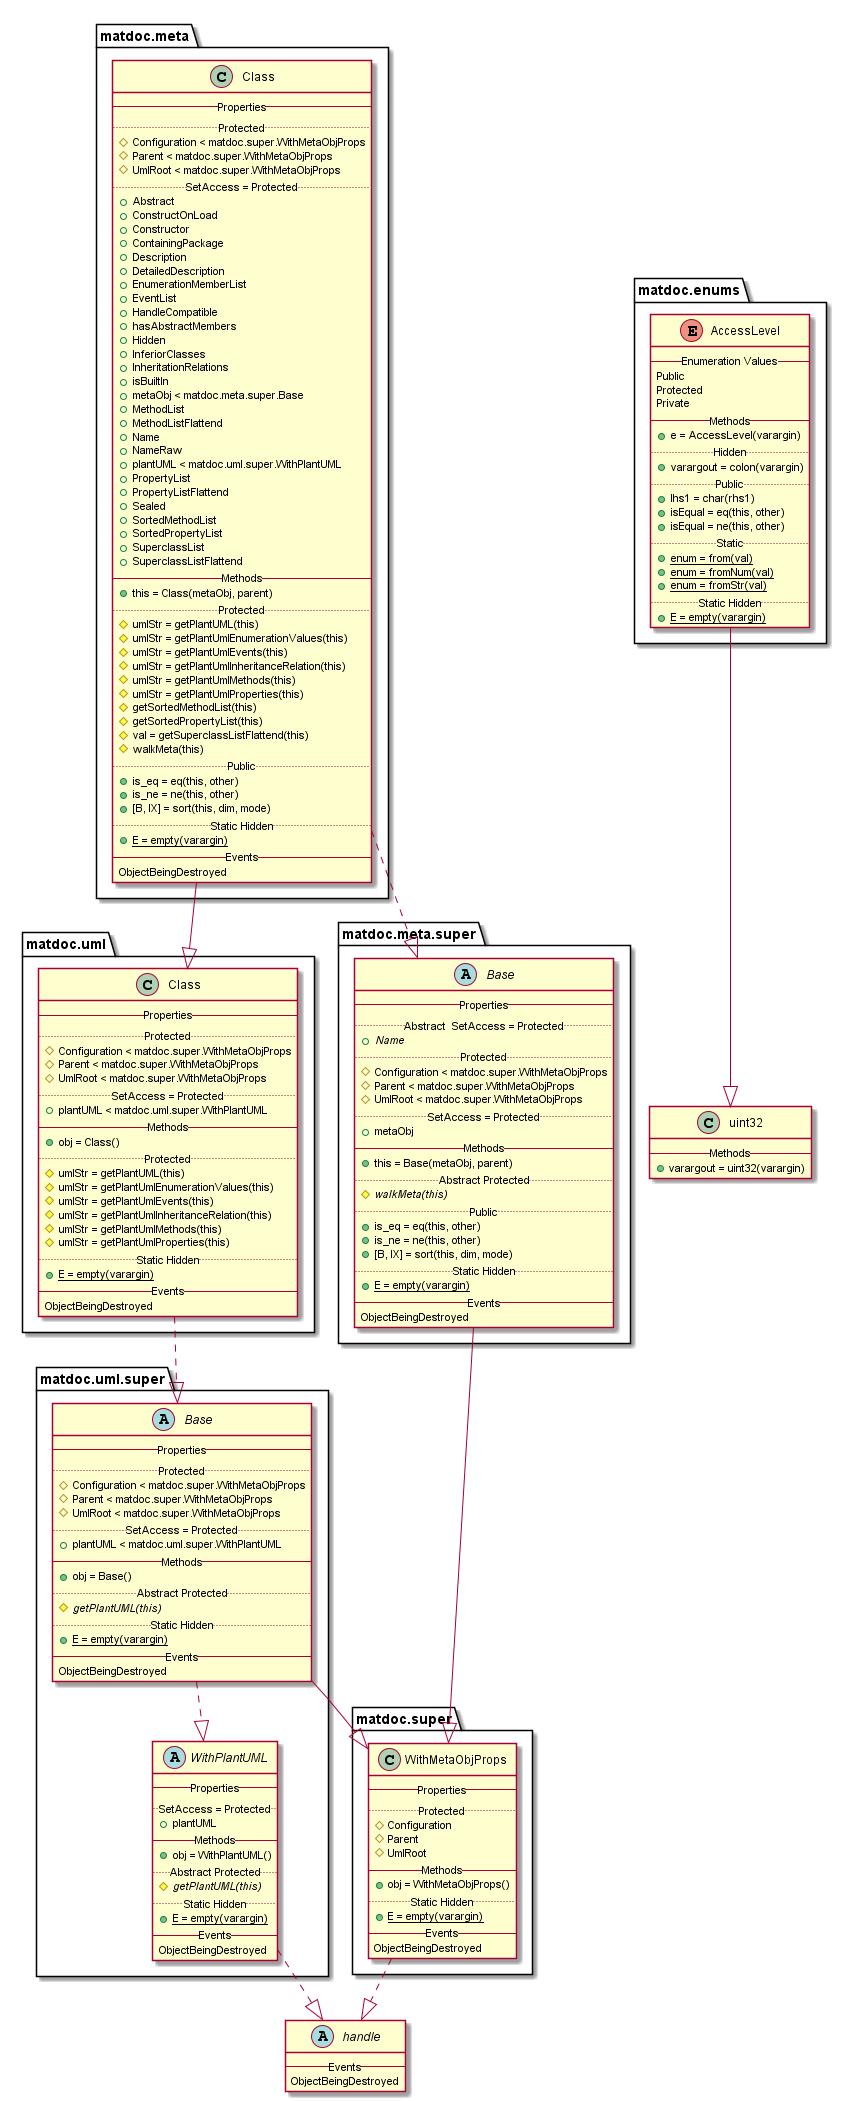 matdoc.meta
C Class
Properties
Protected
Configuration < matdoc.super.WithMetaObjProps
Parent < matdoc.super.WithMetaObjProps
UmlRoot < matdoc.super.WithMetaObjProps
SetAccess = Protected
Abstract
ConstructOnLoad
Constructor
ContainingPackage
Description
DetailedDescription
EnumerationMemberList
EventList
HandleCompatible
hasAbstractMembers
Hidden
InferiorClasses
InheritationRelations
isBuiltIn
metaObj < matdoc.meta.super.Base
MethodList
MethodListFlattend
Name
NameRaw
plantUML < matdoc.uml.super.WithPlantUML
PropertyList
PropertyListFlattend
Sealed
SortedMethodList
SortedPropertyList
SuperclassList
SuperclassListFlattend
Methods
this = Class(metaObj, parent)
Protected
umlStr = getPlantUML(this)
umlStr = getPlantUmlEnumerationValues(this)
umlStr = getPlantUmlEvents(this)
umlStr = getPlantUmlInheritanceRelation(this)
umlStr = getPlantUmlMethods(this)
umlStr = getPlantUmlProperties(this)
getSortedMethodList(this)
getSortedPropertyList(this)
val = getSuperclassListFlattend(this)
walkMeta(this)
Public
is_eq = eq(this, other)
is_ne = ne(this, other)
[B, IX] = sort(this, dim, mode)
Static Hidden
E = empty(varargin)
Events
ObjectBeingDestroyed
matdoc.enums
E AccessLevel
Enumeration Values
Public
Protected
Private
Methods
e = AccessLevel(varargin)
Hidden
varargout = colon(varargin)
Public
lhs1 = char(rhs1)
isEqual = eq(this, other)
isEqual = ne(this, other)
Static
enum = from(val)
enum = fromNum(val)
enum = fromStr(val)
Static Hidden
E = empty(varargin)
matdoc.uml
C Class
Properties
Protected
Configuration < matdoc.super.WithMetaObjProps
Parent < matdoc.super.WithMetaObjProps
UmlRoot < matdoc.super.WithMetaObjProps
SetAccess = Protected
plantUML < matdoc.uml.super.WithPlantUML
Methods
obj = Class()
Protected
umlStr = getPlantUML(this)
umlStr = getPlantUmlEnumerationValues(this)
umlStr = getPlantUmlEvents(this)
umlStr = getPlantUmlInheritanceRelation(this)
umlStr = getPlantUmlMethods(this)
umlStr = getPlantUmlProperties(this)
Static Hidden
E = empty(varargin)
Events
ObjectBeingDestroyed
matdoc.meta.super
A Base
Properties
Abstract SetAccess = Protected
Name
Protected
Configuration < matdoc.super.WithMetaObjProps
Parent < matdoc.super.WithMetaObjProps
UmlRoot < matdoc.super.WithMetaObjProps
SetAccess = Protected
metaObj
Methods
this = Base(metaObj, parent)
Abstract Protected
walkMeta(this)
Public
is_eq = eq(this, other)
is_ne = ne(this, other)
[B, IX] = sort(this, dim, mode)
Static Hidden
E = empty(varargin)
Events
ObjectBeingDestroyed
C uint32
Methods
varargout = uint32(varargin)
matdoc.uml.super
A Base
Properties
Protected
Configuration < matdoc.super.WithMetaObjProps
Parent < matdoc.super.WithMetaObjProps
UmlRoot < matdoc.super.WithMetaObjProps
SetAccess = Protected
plantUML < matdoc.uml.super.WithPlantUML
Methods
obj = Base()
Abstract Protected
getPlantUML(this)
Static Hidden
E = empty(varargin)
Events
ObjectBeingDestroyed
A WithPlantUML
Properties
SetAccess = Protected
plantUML
Methods
obj = WithPlantUML()
Abstract Protected
getPlantUML(this)
Static Hidden
E = empty(varargin)
Events
ObjectBeingDestroyed
matdoc.super
C WithMetaObjProps
Properties
Protected
Configuration
Parent
UmlRoot
Methods
obj = WithMetaObjProps()
Static Hidden
E = empty(varargin)
Events
ObjectBeingDestroyed
A handle
Events
ObjectBeingDestroyed